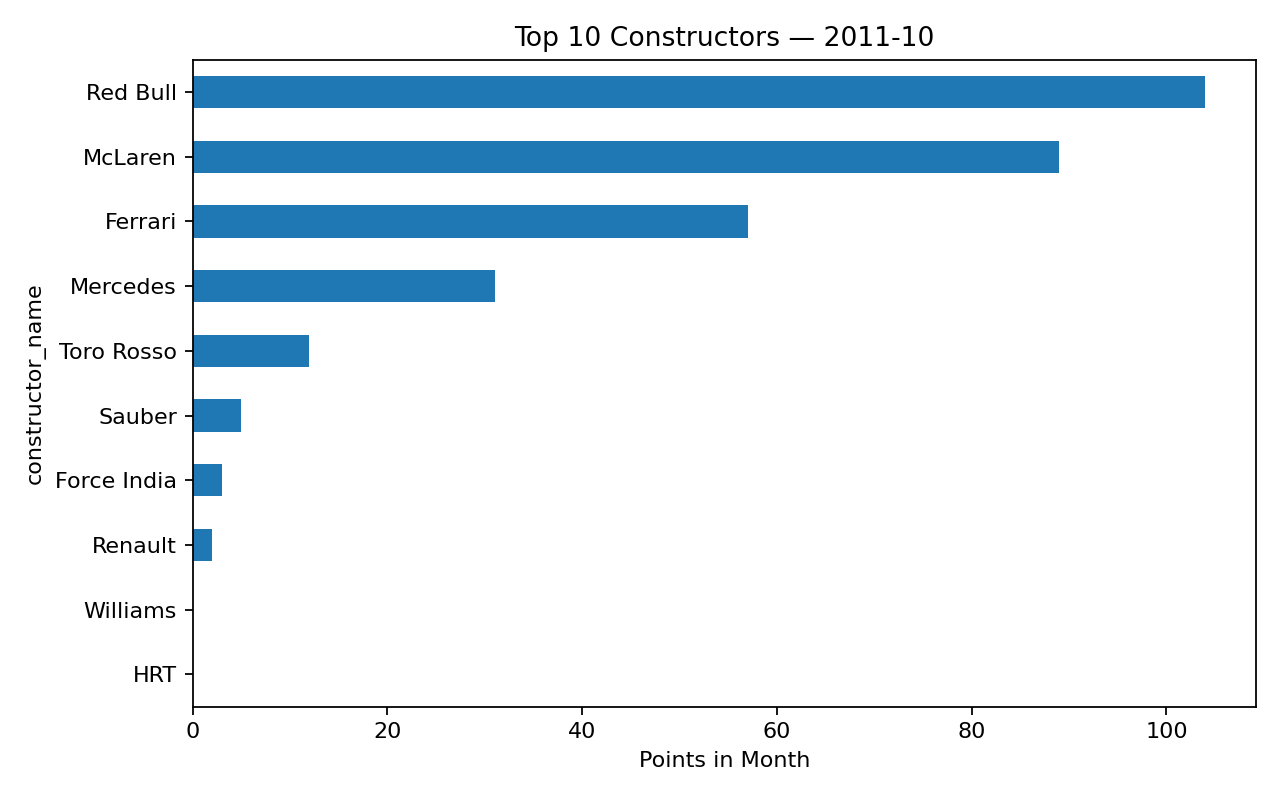 Top 10 Constructors — 2011-10
constructor_name
Red Bull
McLaren
Ferrari
Mercedes
Toro Rosso
Sauber
Force India
Renault
Williams
HRT
0 20 40 60 80 100
Points in Month